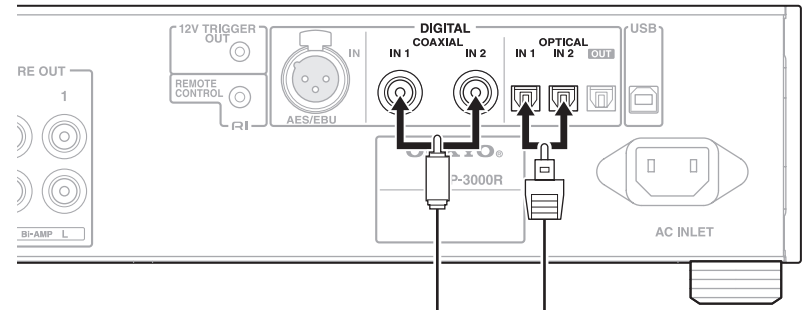 12V TRIGGER
OUT
REMOTE
CONTROL
RI
IN
AES/EBU
DIGITAL
COAXIAL
IN 1
IN 2
OPTICAL
IN 1
IN 2
OUT
USB
RE OUT
1
Bi-AMP
L
P-3000R
AC INLET